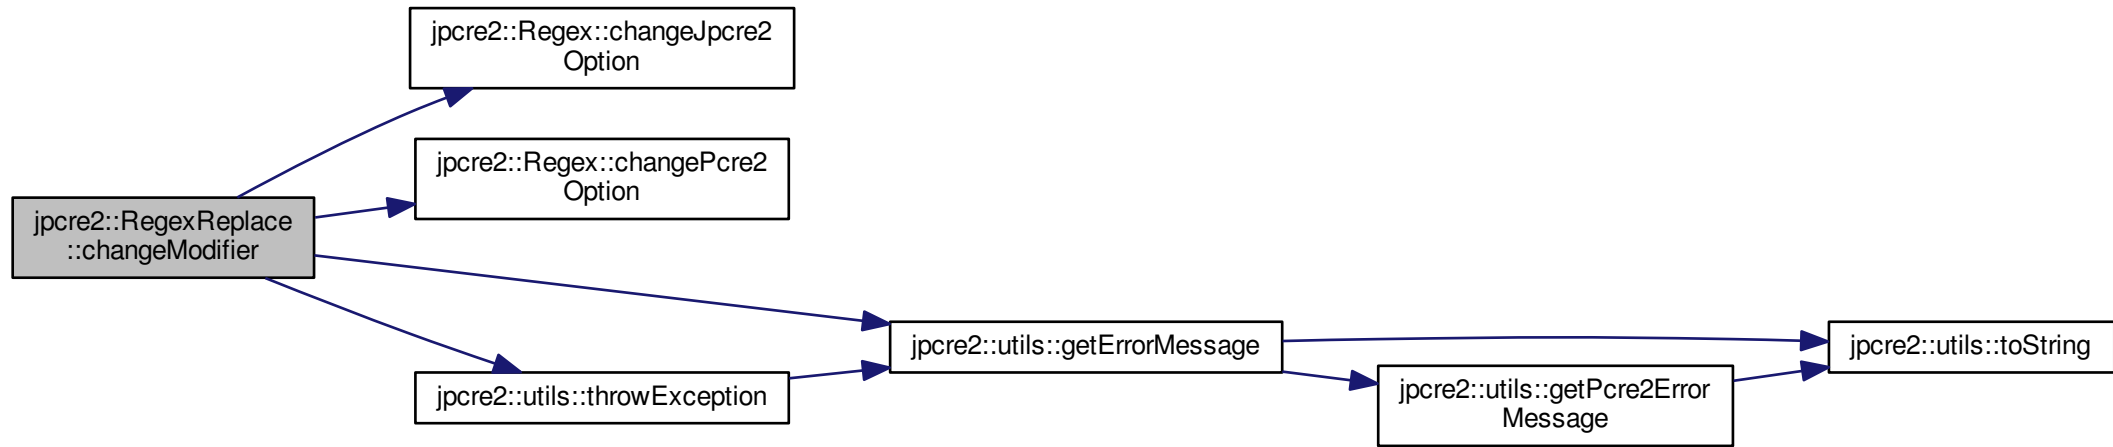 jpcre2::Regex::changeJpcre2
Option
jpcre2::Regex::changePcre2
Option
jpcre2::RegexReplace
::changeModifier
jpcre2::utils::getErrorMessage
jpcre2::utils::toString
jpcre2::utils::throwException
jpcre2::utils::getPcre2Error
Message